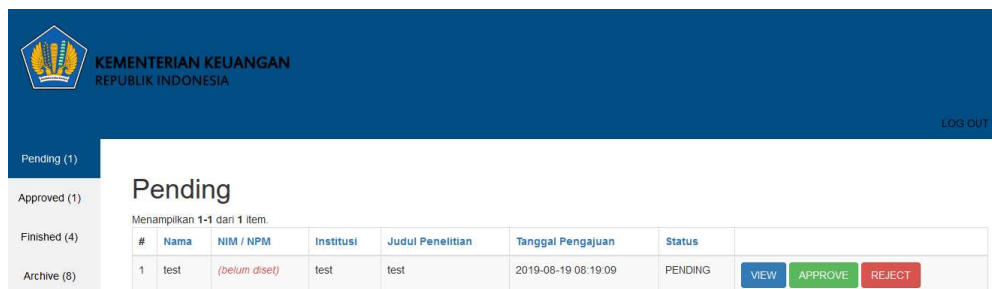 KEMENTERIAN KEUANGAN
REPUBLIK INDONESIA
LOG OUT
Pending (1)
Approved (1)
Finished (4)
Archive (8)
Pending
Menampilkan 1-1 dari 1 item.
# Nama NIM / NPM Institusi Judul Penelitian Tanggal Pengajuan Status
1 test (belum diset) test test 2019-08-19 08:19:09 PENDING VIEW APPROVE REJECT